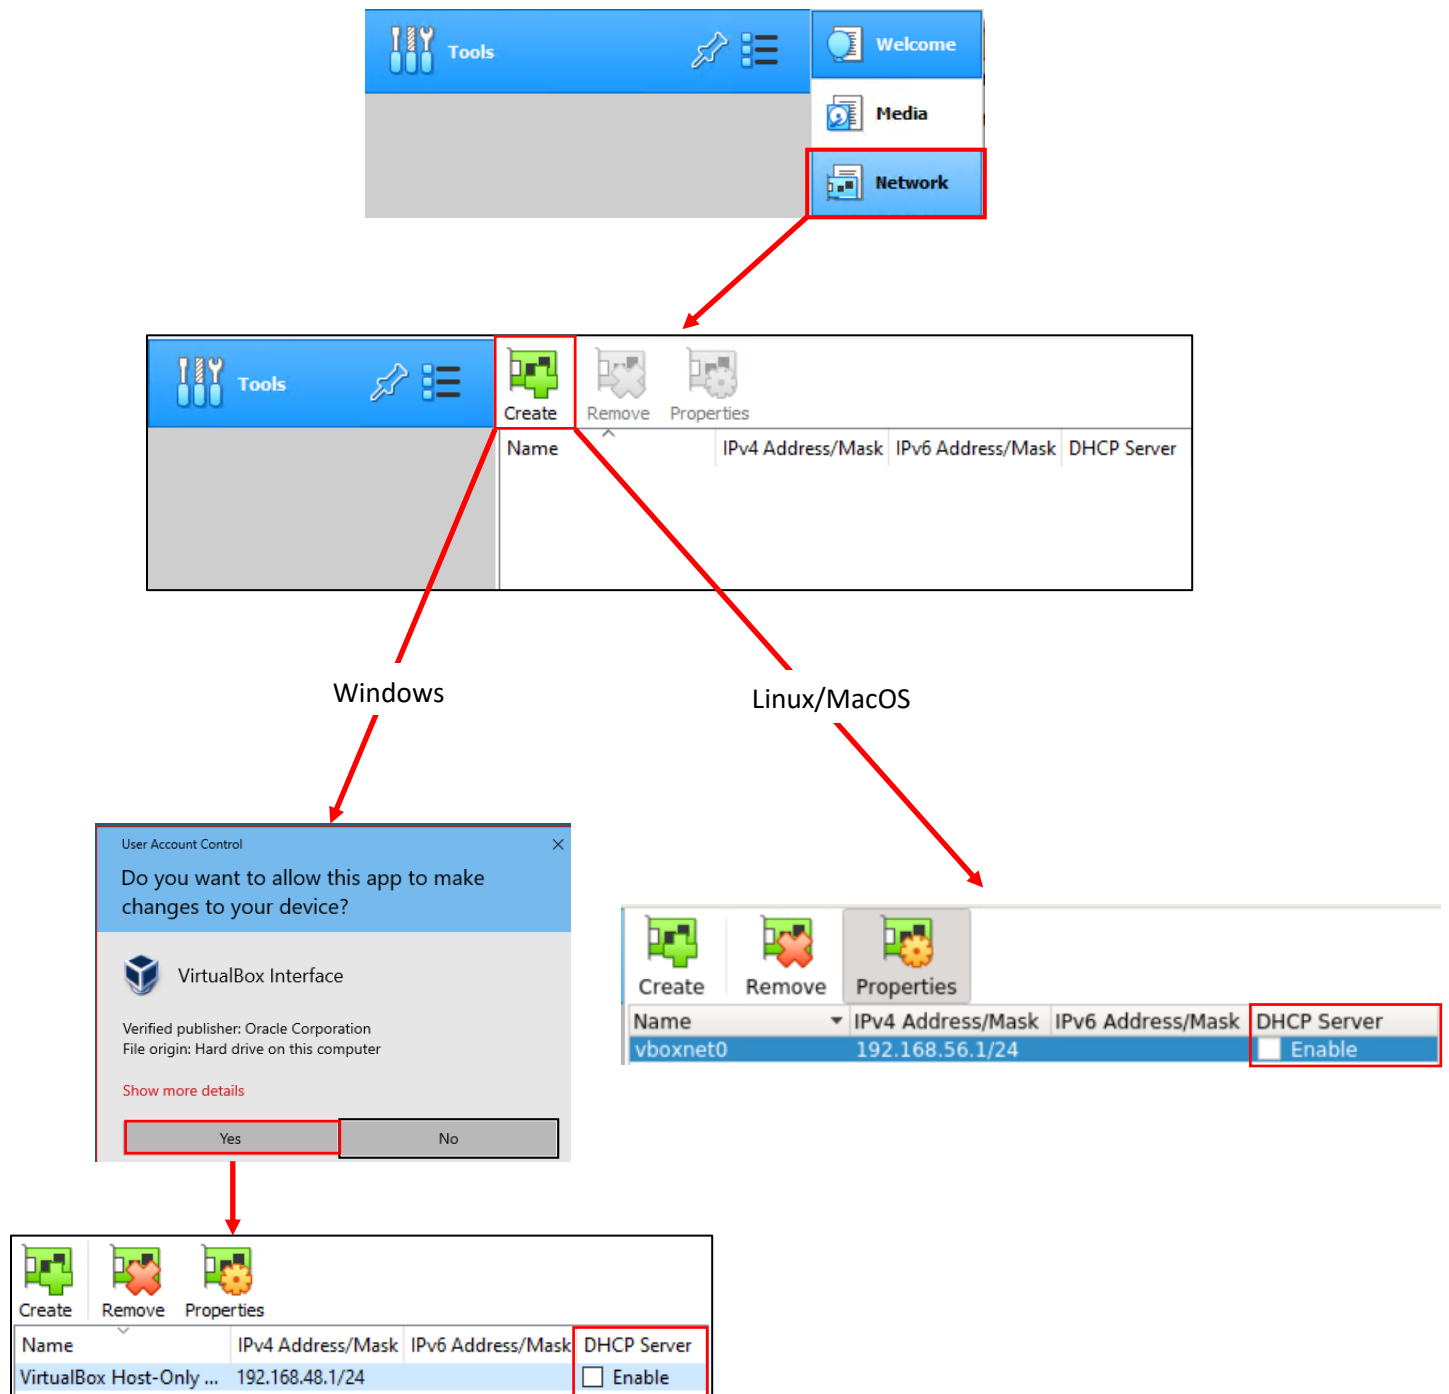 Tools
Welcome
Media
Network
Tools
Create Remove Properties
Name IPv4 Address/Mask IPv6 Address/Mask DHCP Server
Windows
Linux/MacOS
User Account Control
Do you want to allow this app to make
changes to your device?
VirtualBox Interface
Verified publisher: Oracle Corporation
File origin: Hard drive on this computer
Show more details
Yes No
Create Remove Properties
Name IPv4 Address/Mask IPv6 Address/Mask DHCP Server
vboxnet0 192.168.56.1/24 Enable
Create Remove Properties
Name IPv4 Address/Mask IPv6 Address/Mask DHCP Server
VirtualBox Host-Only ... 192.168.48.1/24 Enable